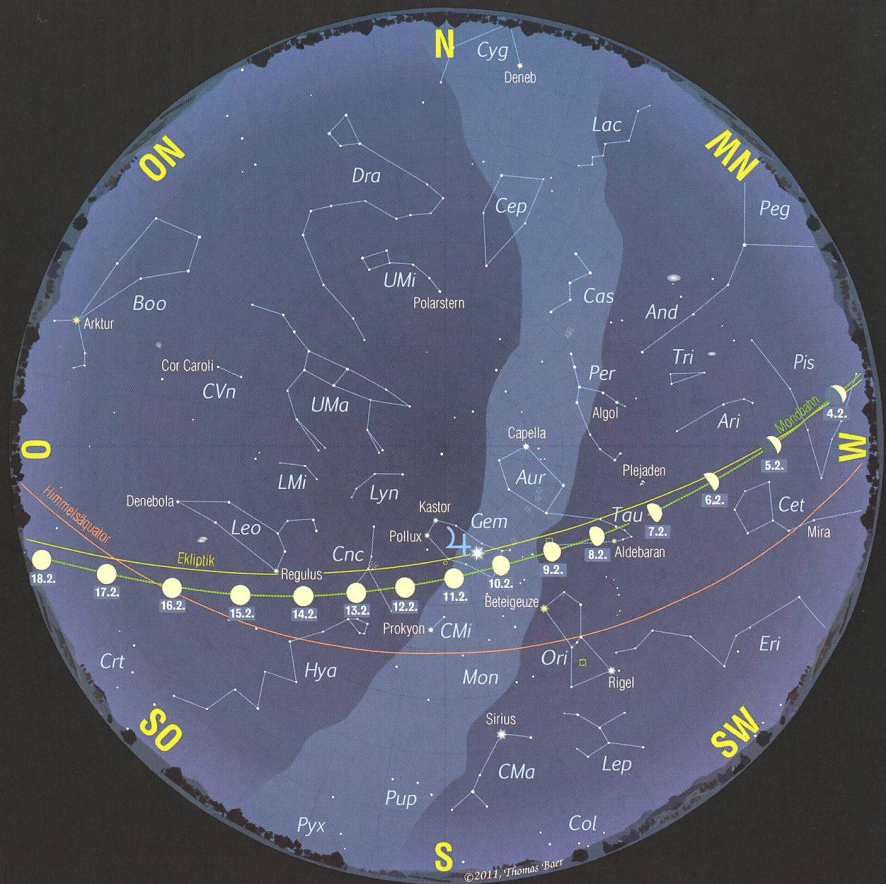 N
Cyg
Deneb
Lac
NO
NW
Dra
Cep
Peg
UMi
Polarstern
Boo
Arktur
Cas
And
Cor Caroli
CVn
Tri
Pis
Per
Algol
UMa
Ari
Mondbahn
4.2.
O
Capella
Aur
Plejaden
5.2.
W
6.2.
LMi
Lyn
Himmelsäquator
Denebola
Leo
Kastor
Pollux
Gem
Tau
7.2.
Cet
Mira
Ekliptik
Cnc
Regulus
Aldebaran
8.2.
9.2.
10.2.
11.2.
12.2.
13.2.
14.2.
15.2.
16.2.
17.2.
18.2.
Beteigeuze
Prokyon
CMi
Crt
Hya
Mon
Ori
Rigel
Eri
SO
Sirius
SW
CMa
Lep
Pup
Pyx
Col
S
©2011, Thomas Baer